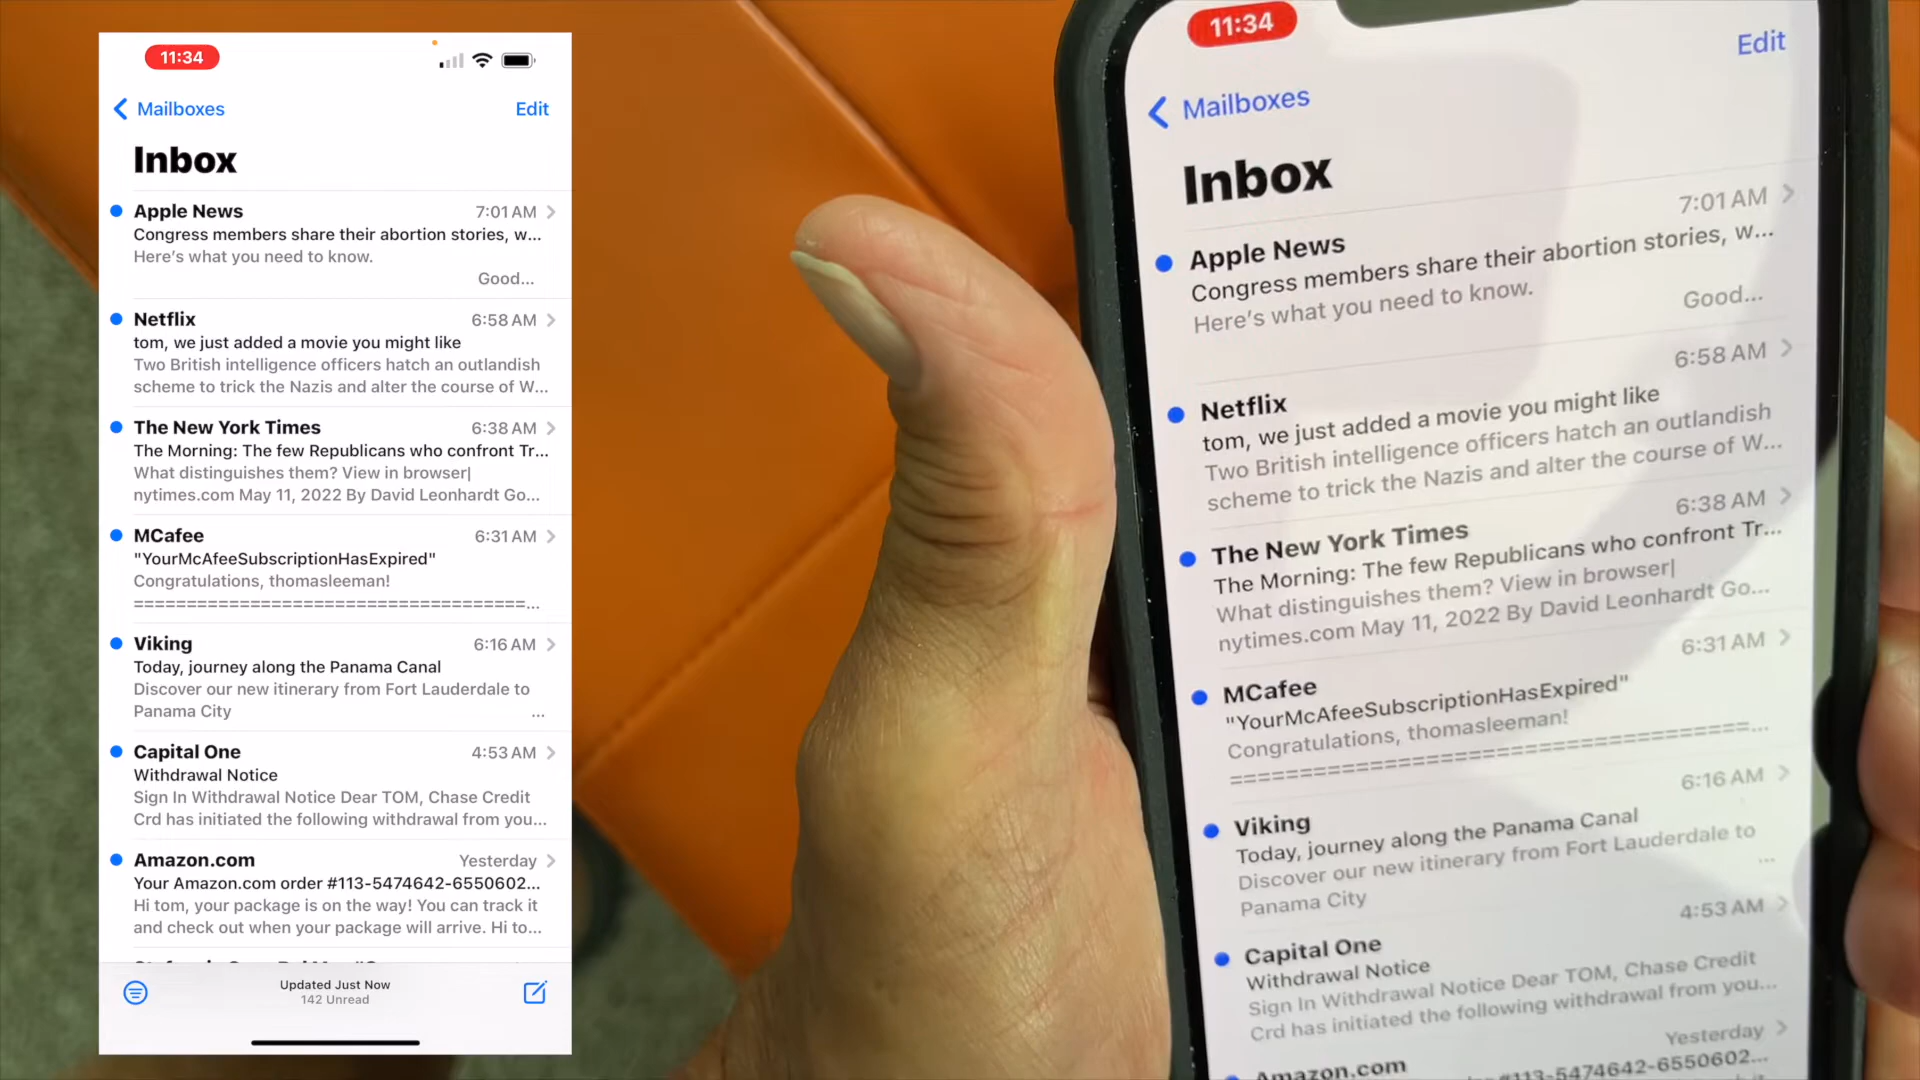 11:34
Mailboxes
Edit
Inbox
Apple News 7:01 AM
Congress members share their abortion stories, w...
Here's what you need to know.
Good...
Netflix 6:58 AM
tom, we just added a movie you might like
Two British intelligence officers hatch an outlandish
scheme to trick the Nazis and alter the course of W...
The New York Times 6:38 AM
The Morning: The few Republicans who confront Tr...
What distinguishes them? View in browser|
nytimes.com May 11, 2022 By David Leonhardt Go...
MCafee 6:31 AM
"YourMcAfeeSubscriptionHasExpired"
Congratulations, thomasleeman!
=====================================...
Viking 6:16 AM
Today, journey along the Panama Canal
Discover our new itinerary from Fort Lauderdale to
Panama City ...
Capital One 4:53 AM
Withdrawal Notice
Sign In Withdrawal Notice Dear TOM, Chase Credit
Crd has initiated the following withdrawal from you...
Amazon.com Yesterday
Your Amazon.com order #113-5474642-6550602...
Hi tom, your package is on the way! You can track it
and check out when your package will arrive. Hi to...
Updated Just Now
142 Unread
11:34
Edit
Mailboxes
Inbox
7:01 AM
Apple News
Congress members share their abortion stories, w...
Here's what you need to know.
Good...
6:58 AM
Netflix
tom, we just added a movie you might like
Two British intelligence officers hatch an outlandish
scheme to trick the Nazis and alter the course of W...
6:38 AM
The New York Times
The Morning: The few Republicans who confront Tr...
What distinguishes them? View in browser|
nytimes.com May 11, 2022 By David Leonhardt Go...
6:31 AM
MCafee
"YourMcAfeeSubscriptionHasExpired"
Congratulations, thomasleeman!
=====================================...
6:16 AM
Viking
Today, journey along the Panama Canal
Discover our new itinerary from Fort Lauderdale to
...
Panama City
4:53 AM
Capital One
Withdrawal Notice
Sign In Withdrawal Notice Dear TOM, Chase Credit
Crd has initiated the following withdrawal from you...
Yesterday
Amazon.com
#113-5474642-6550602...